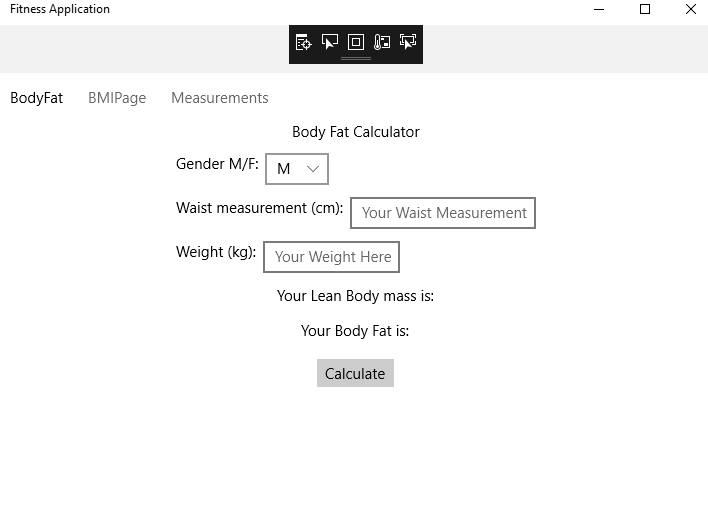 Fitness Application
BodyFat BMIPage Measurements
Body Fat Calculator
Gender M/F: M
Waist measurement (cm): Your Waist Measurement
Weight (kg): Your Weight Here
Your Lean Body mass is:
Your Body Fat is:
Calculate